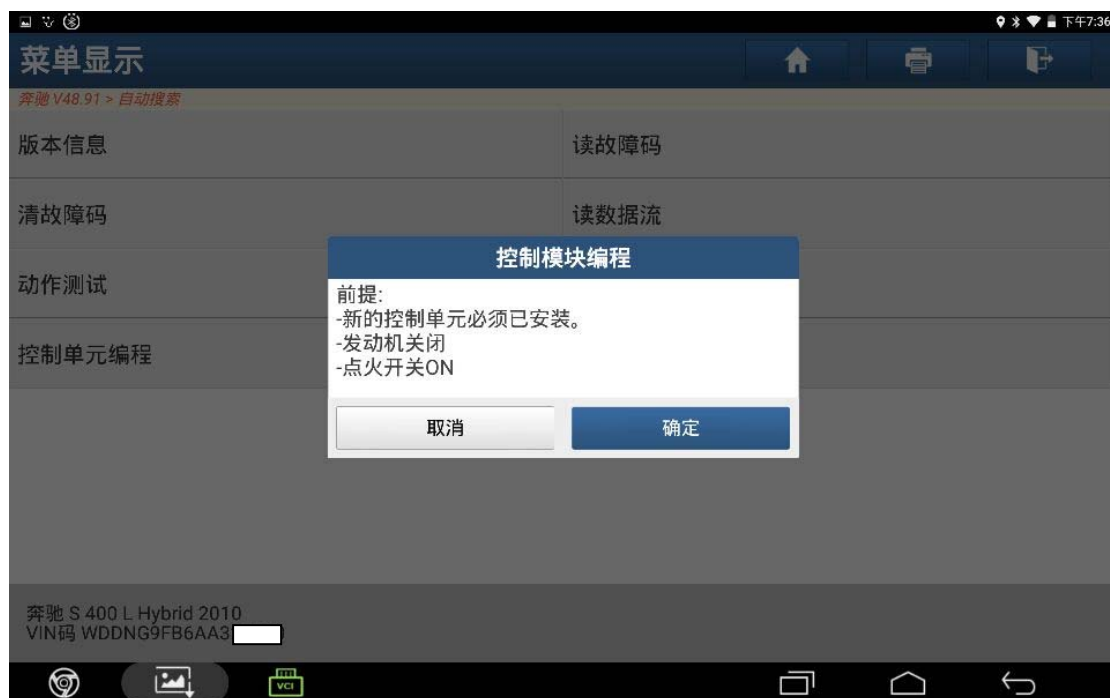 下午7:36
菜单显示
奔驰 V48.91 > 自动搜索
版本信息
读故障码
清故障码
读数据流
动作测试
控制单元编程
控制模块编程
前提:
-新的控制单元必须已安装。
-发动机关闭
-点火开关ON
取消
确定
奔驰 S 400 L Hybrid 2010
VIN码 WDDNG9FB6AA3
VCI